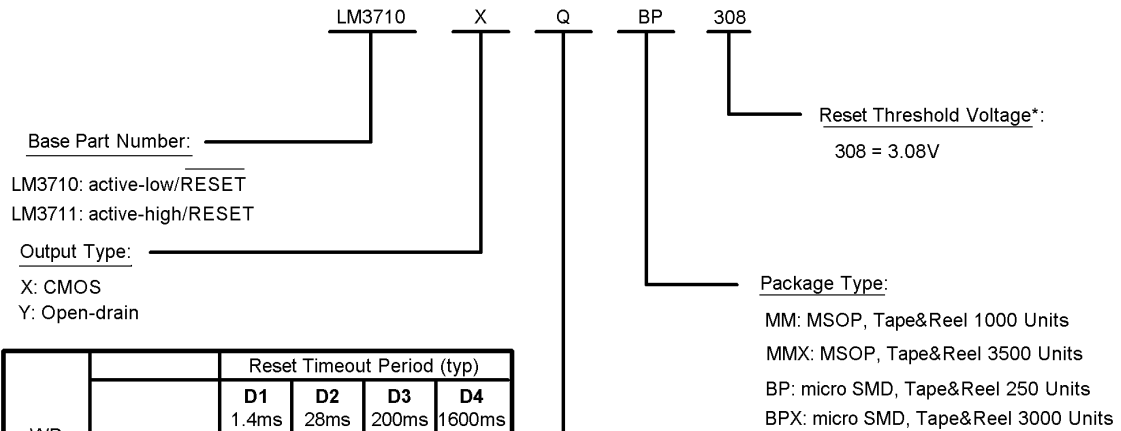 LM3710 X Q BP 308
Reset Threshold Voltage*:
308 = 3.08V
Base Part Number:
LM3710: active-low/RESET
LM3711: active-high/RESET
Output Type:
X: CMOS
Y: Open-drain
Package Type:
MM: MSOP, Tape&Reel 1000 Units
MMX: MSOP, Tape&Reel 3500 Units
BP: micro SMD, Tape&Reel 250 Units
BPX: micro SMD, Tape&Reel 3000 Units
Reset Timeout Period (typ)
D1 D2 D3 D4
1.4ms 28ms 200ms 1600ms